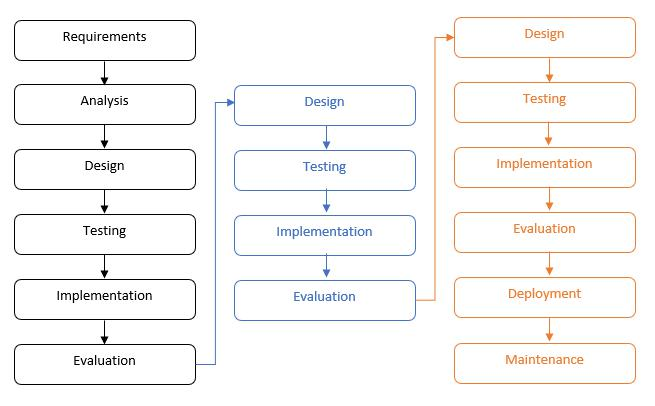 Requirements
Analysis
Design
Testing
Implementation
Evaluation
Design
Testing
Implementation
Evaluation
Design
Testing
Implementation
Evaluation
Deployment
Maintenance